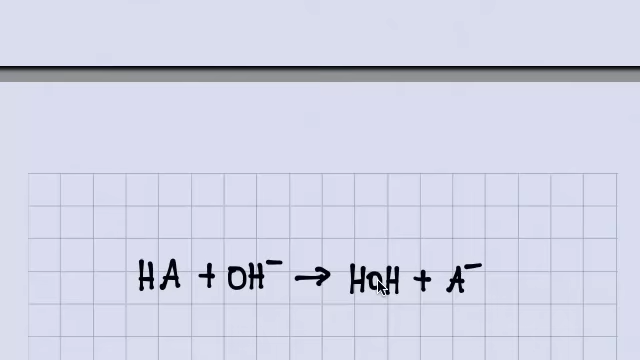 HA + OH⁻ → HOH + A⁻